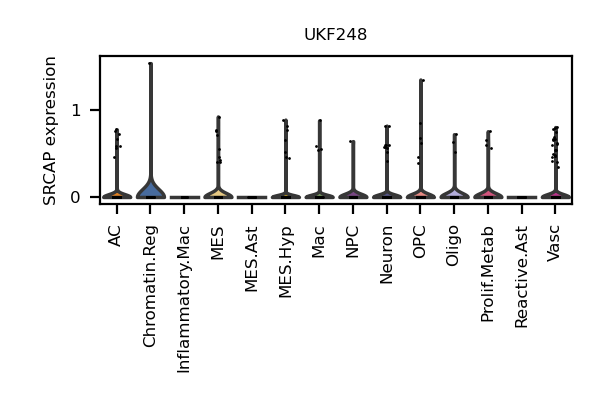 UKF248
SRCAP expression
1
0
AC
Chromatin.Reg
Inflammatory.Mac
MES
MES.Ast
MES.Hyp
Mac
NPC
Neuron
OPC
Oligo
Prolif.Metab
Reactive.Ast
Vasc